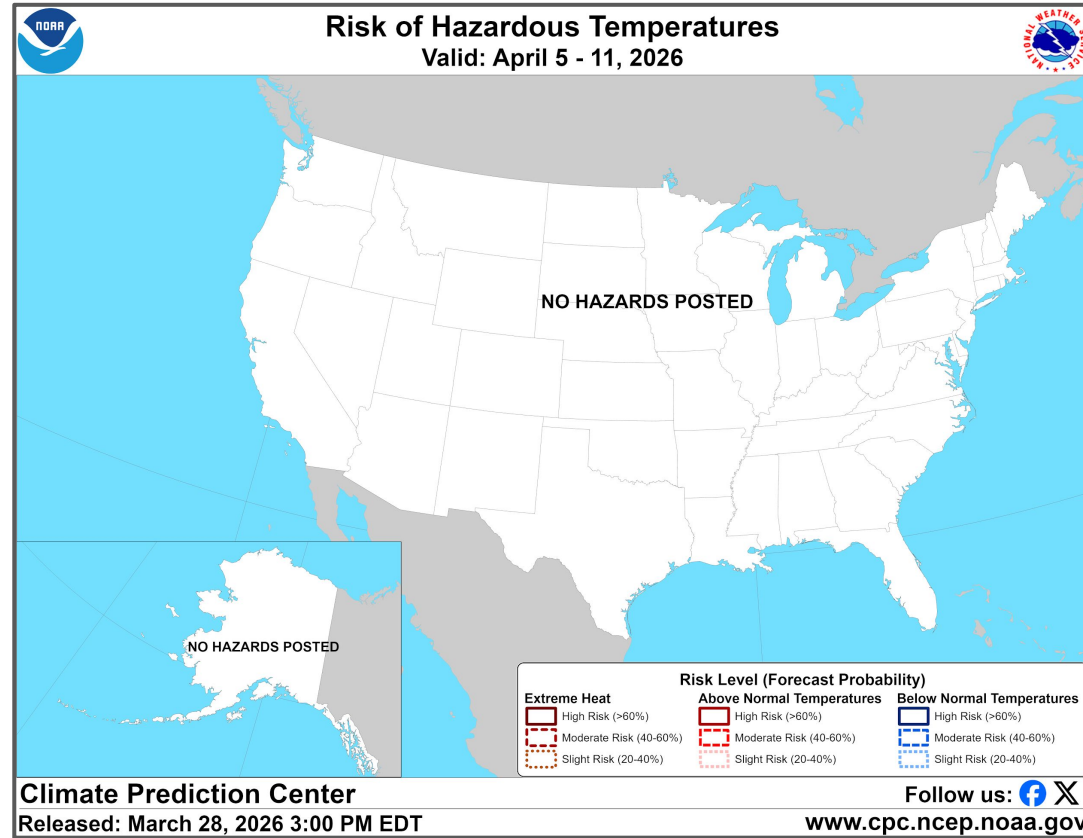 NOAA
Risk of Hazardous Temperatures
Valid: April 5 - 11, 2026
NATIONAL WEATHER SERVICE
NO HAZARDS POSTED
NO HAZARDS POSTED
Risk Level (Forecast Probability)
Extreme Heat
High Risk (>60%)
Moderate Risk (40-60%)
Slight Risk (20-40%)
Above Normal Temperatures
High Risk (>60%)
Moderate Risk (40-60%)
Slight Risk (20-40%)
Below Normal Temperatures
High Risk (>60%)
Moderate Risk (40-60%)
Slight Risk (20-40%)
Climate Prediction Center
Follow us:
Released: March 28, 2026 3:00 PM EDT
www.cpc.ncep.noaa.gov